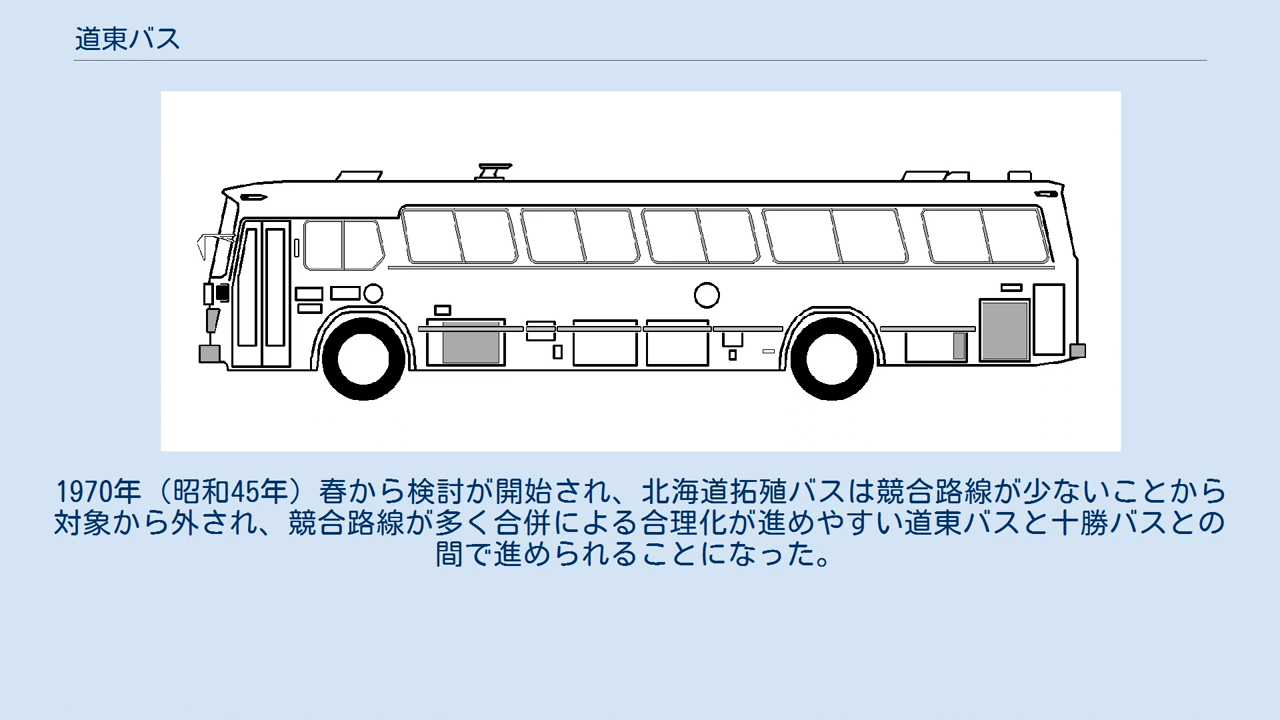 道東バス
1970年（昭和45年）春から検討が開始され、北海道拓殖バスは競合路線が少ないことから
対象から外され、競合路線が多く合併による合理化が進めやすい道東バスと十勝バスとの
間で進められることになった。